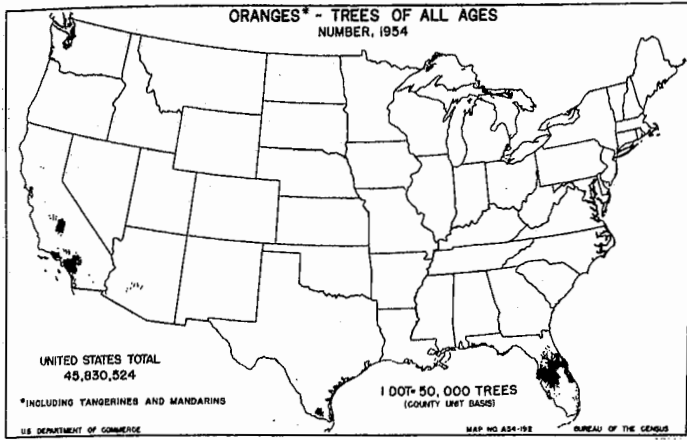 ORANGES* - TREES OF ALL AGES
NUMBER, 1954
UNITED STATES TOTAL
45,830,524
*INCLUDING TANGERINES AND MANDARINS
1 DOT=50,000 TREES
(COUNTY UNIT BASIS)
U.S. DEPARTMENT OF COMMERCE
MAP NO. A54-192
BUREAU OF THE CENSUS